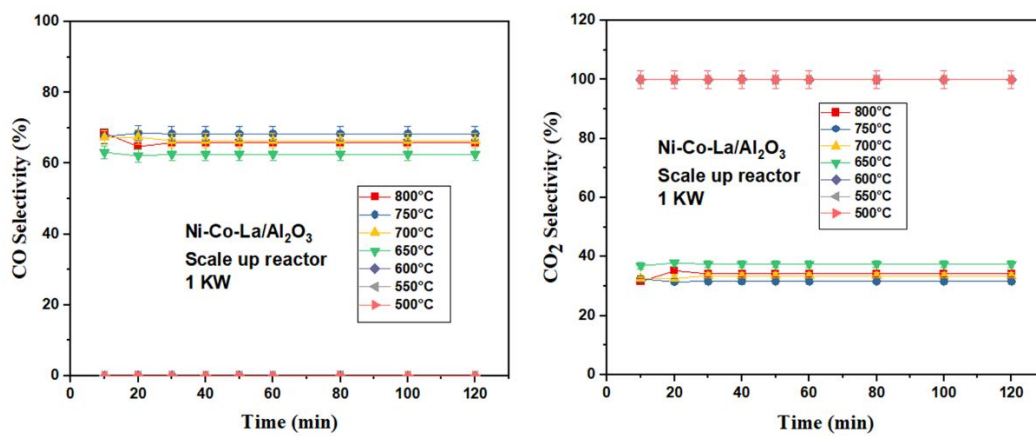 100
80
60
40
20
0
CO Selectivity (%)
Ni-Co-La/Al₂O₃
Scale up reactor
1 KW
800°C
750°C
700°C
650°C
600°C
550°C
500°C
0 20 40 60 80 100 120
Time (min)
120
100
80
60
40
20
0
CO₂ Selectivity (%)
Ni-Co-La/Al₂O₃
Scale up reactor
1 KW
800°C
750°C
700°C
650°C
600°C
550°C
500°C
0 20 40 60 80 100 120
Time (min)